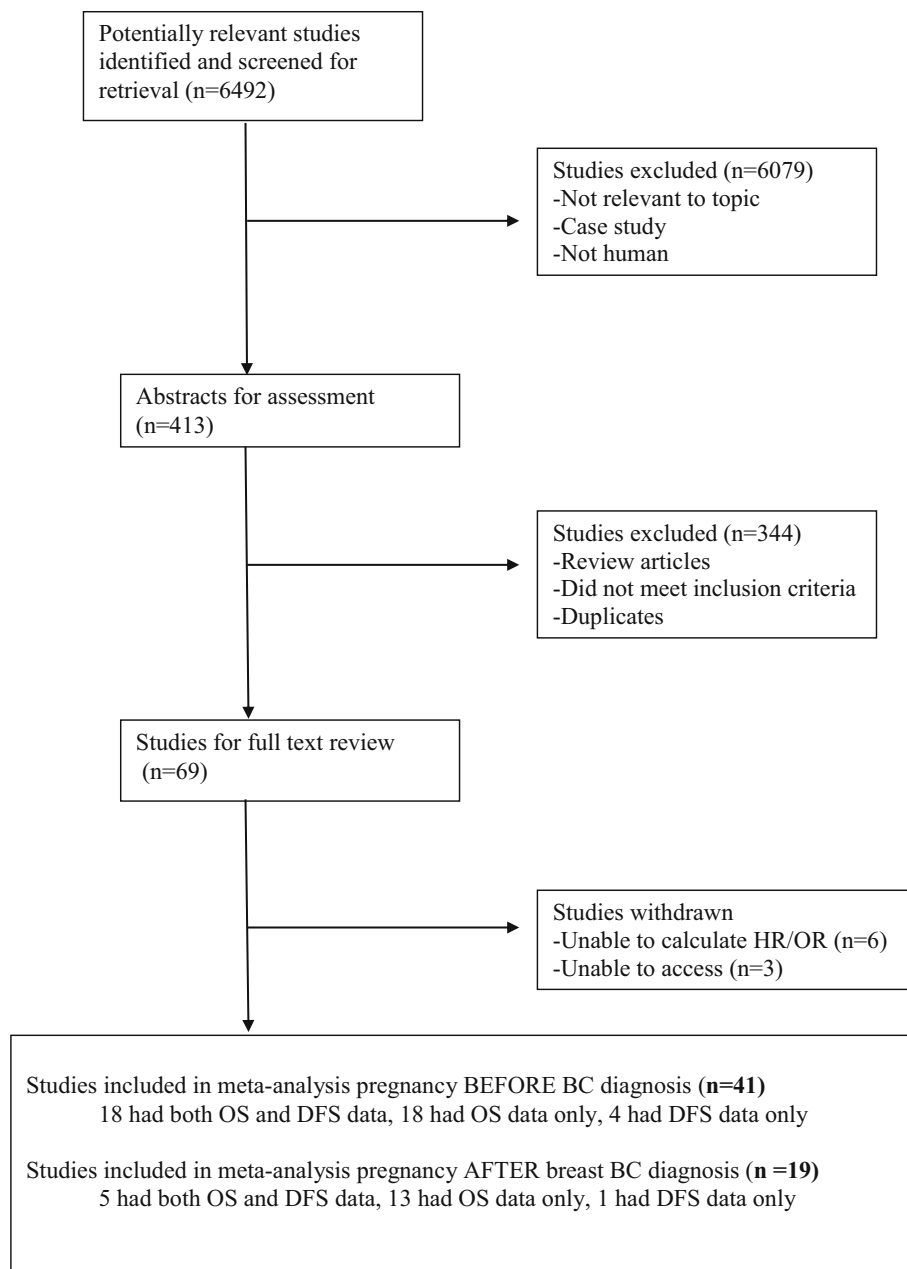 Potentially relevant studies
identified and screened for
retrieval (n=6492)
Studies excluded (n=6079)
-Not relevant to topic
-Case study
-Not human
Abstracts for assessment
(n=413)
Studies excluded (n=344)
-Review articles
-Did not meet inclusion criteria
-Duplicates
Studies for full text review
(n=69)
Studies withdrawn
-Unable to calculate HR/OR (n=6)
-Unable to access (n=3)
Studies included in meta-analysis pregnancy BEFORE BC diagnosis (n=41)
18 had both OS and DFS data, 18 had OS data only, 4 had DFS data only
Studies included in meta-analysis pregnancy AFTER breast BC diagnosis (n =19)
5 had both OS and DFS data, 13 had OS data only, 1 had DFS data only